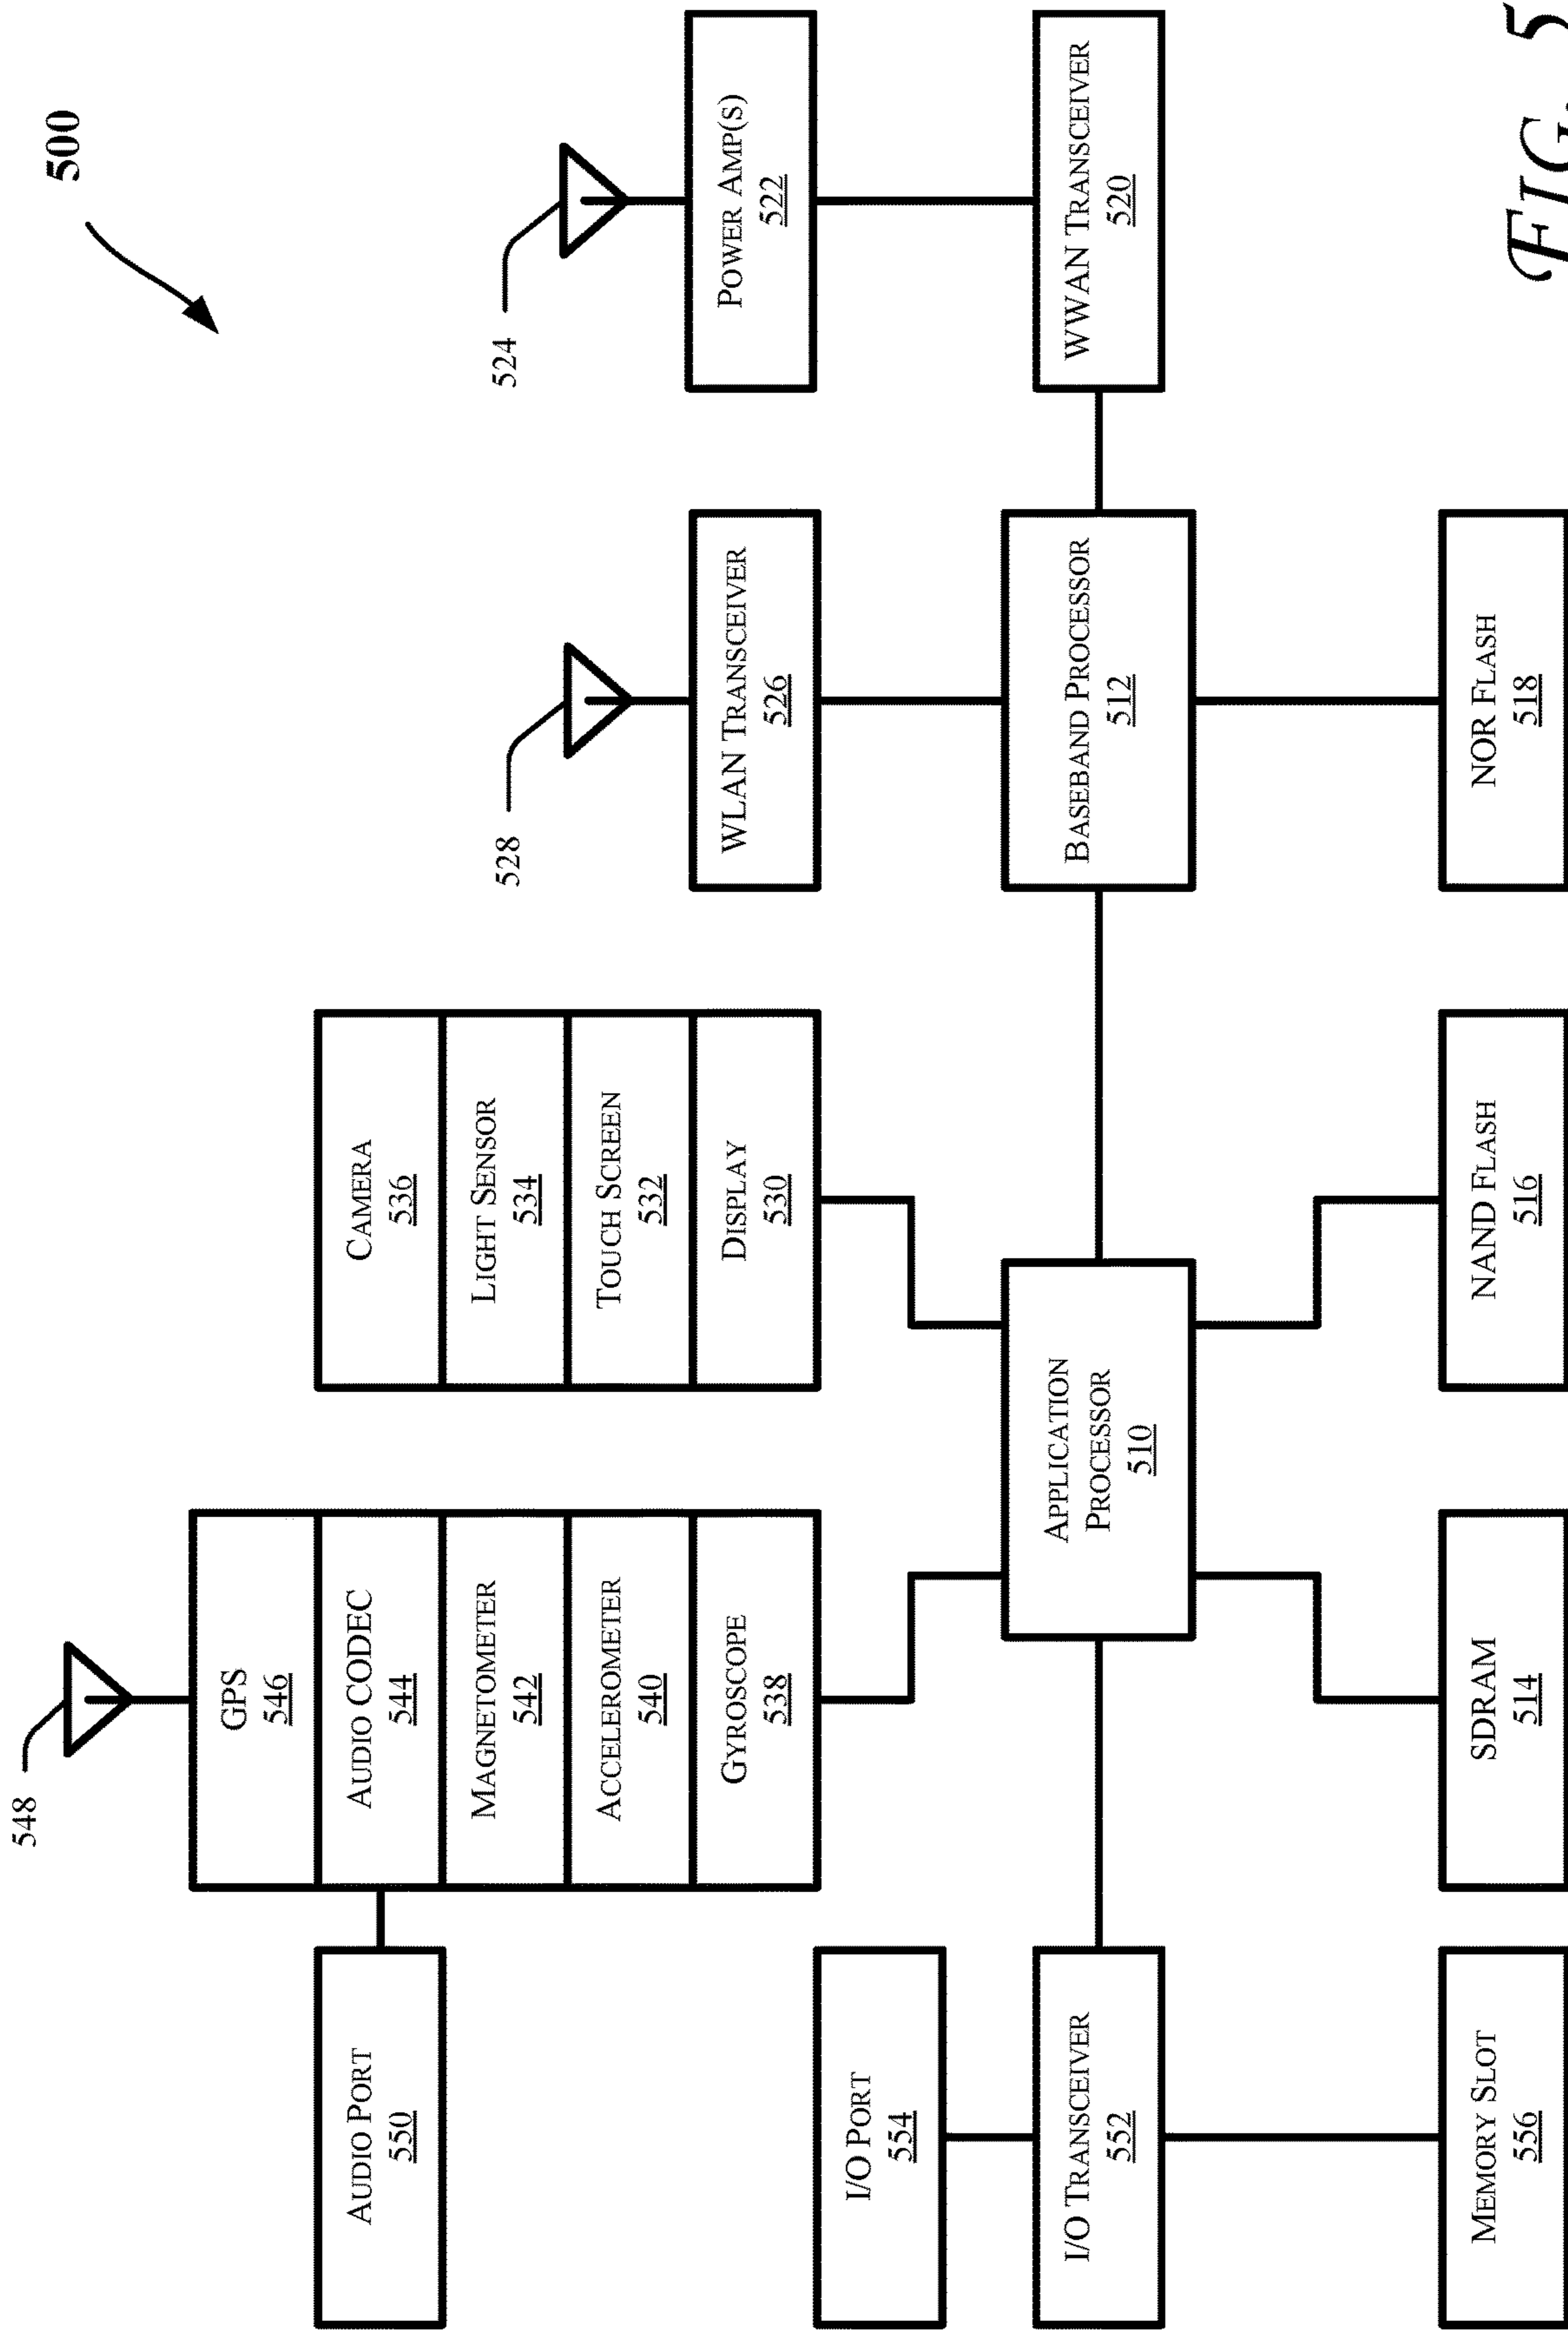 500
548
GPS
546
AUDIO CODEC
544
MAGNETOMETER
542
ACCELEROMETER
540
GYROSCOPE
538
AUDIO PORT
550
CAMERA
536
LIGHT SENSOR
534
TOUCH SCREEN
532
DISPLAY
530
528
WLAN TRANSCEIVER
526
524
POWER AMP(S)
522
I/O PORT
554
I/O TRANSCEIVER
552
APPLICATION
PROCESSOR
510
BASEBAND PROCESSOR
512
WWAN TRANSCEIVER
520
MEMORY SLOT
556
SDRAM
514
NAND FLASH
516
NOR FLASH
518
FIG. 5